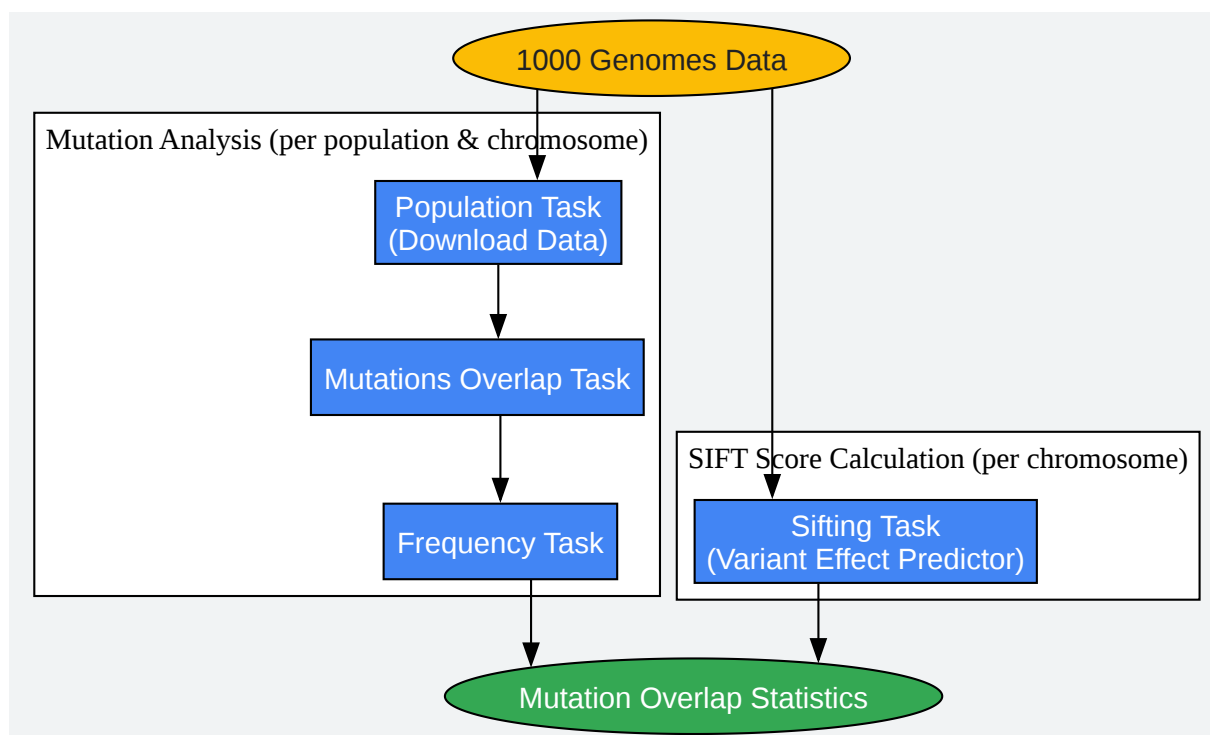 1000 Genomes Data
Mutation Analysis (per population & chromosome)
Population Task
(Download Data)
Mutations Overlap Task
Frequency Task
SIFT Score Calculation (per chromosome)
Sifting Task
(Variant Effect Predictor)
Mutation Overlap Statistics